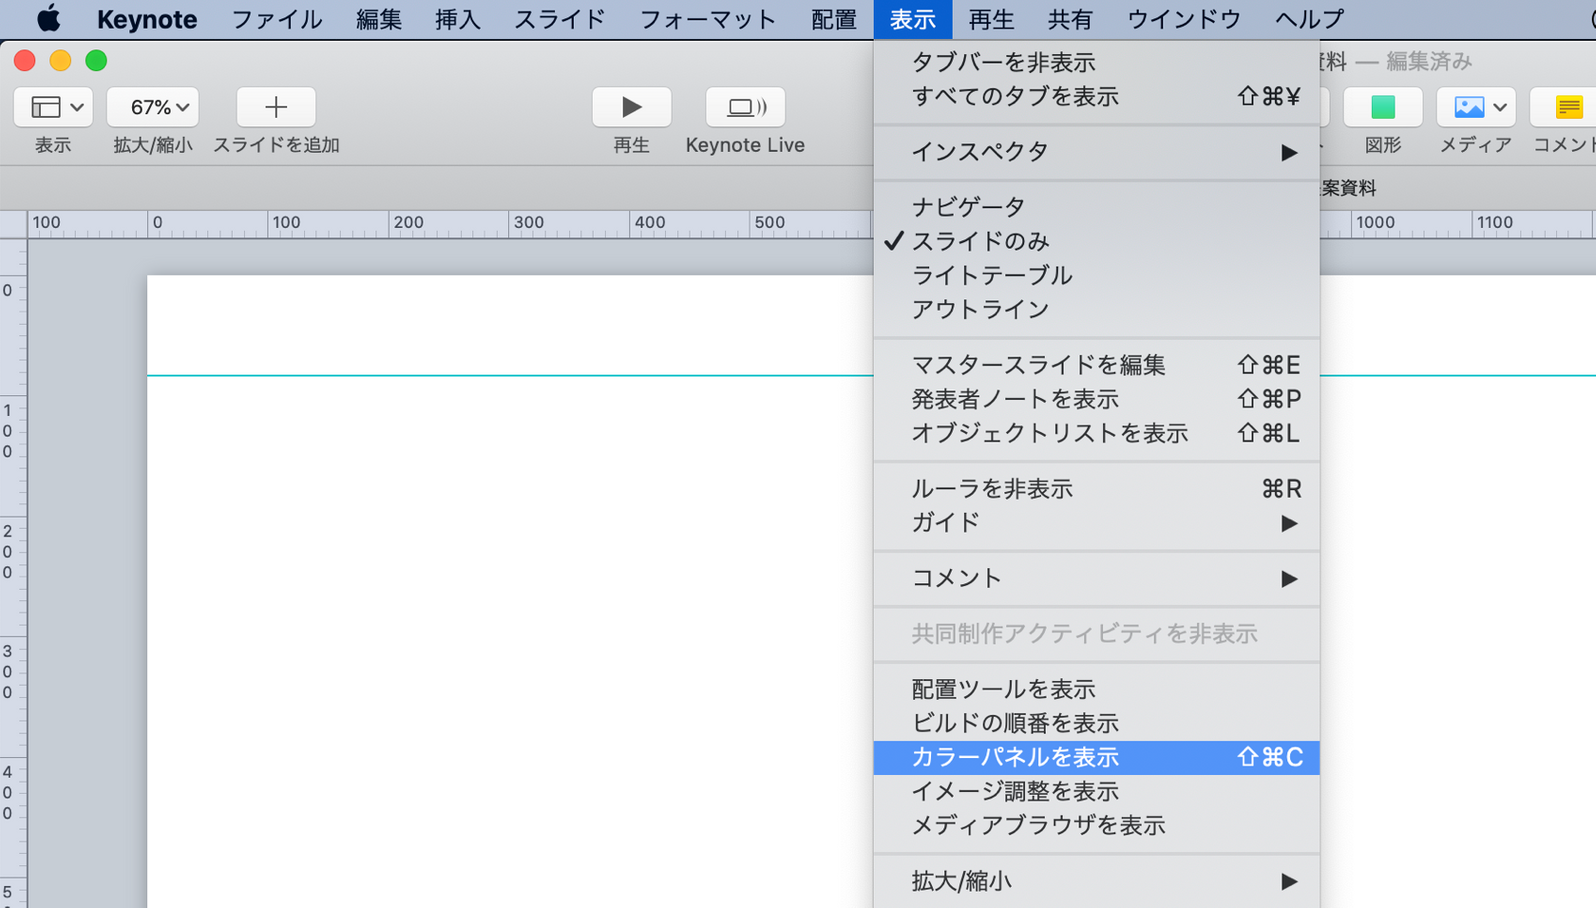 Keynote ファイル 編集 挿入 スライド フォーマット 配置 表示 再生 共有 ウインドウ ヘルプ
資料 — 編集済み
67%
表示 拡大/縮小 スライドを追加 再生 Keynote Live 図形 メディア コメント
案資料
100 0 100 200 300 400 500 1000 1100
0
100
200
300
400
5
タブバーを非表示
すべてのタブを表示 ⇧⌘¥
インスペクタ ▶
ナビゲータ
✓ スライドのみ
ライトテーブル
アウトライン
マスタースライドを編集 ⇧⌘E
発表者ノートを表示 ⇧⌘P
オブジェクトリストを表示 ⇧⌘L
ルーラを非表示 ⌘R
ガイド ▶
コメント ▶
共同制作アクティビティを非表示
配置ツールを表示
ビルドの順番を表示
カラーパネルを表示 ⇧⌘C
イメージ調整を表示
メディアブラウザを表示
拡大/縮小 ▶